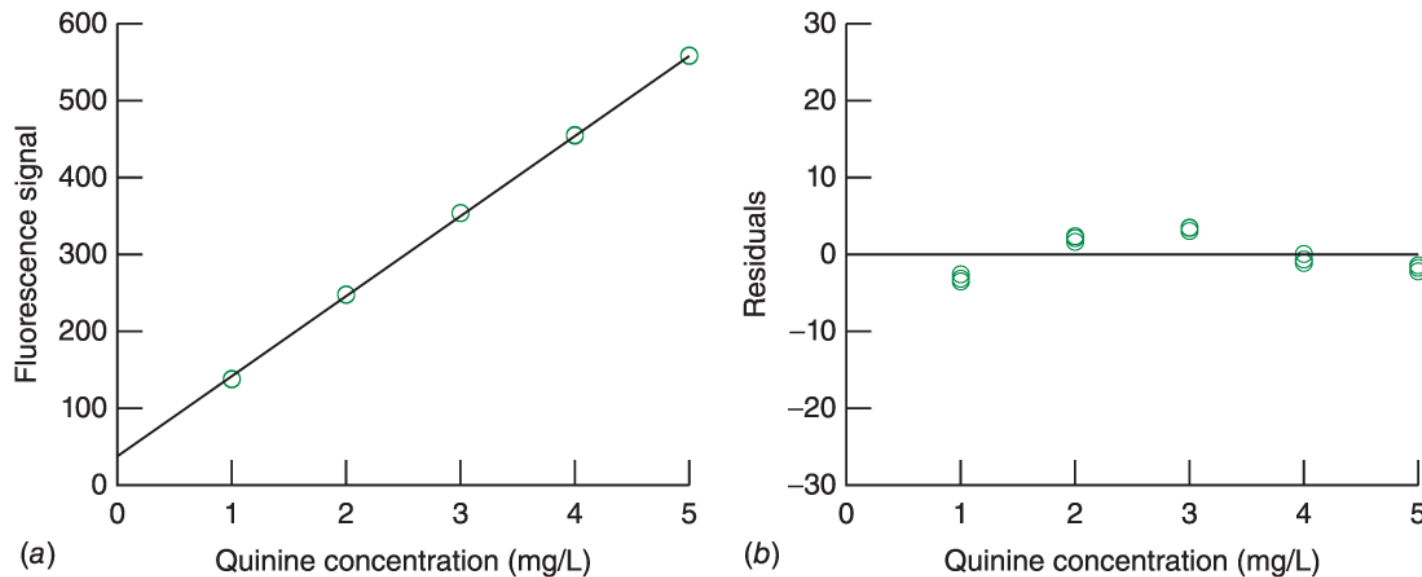 600
500
400
300
200
100
0
Fluorescence signal
0 1 2 3 4 5
(a) Quinine concentration (mg/L)
30
20
10
0
−10
−20
−30
Residuals
0 1 2 3 4 5
(b) Quinine concentration (mg/L)